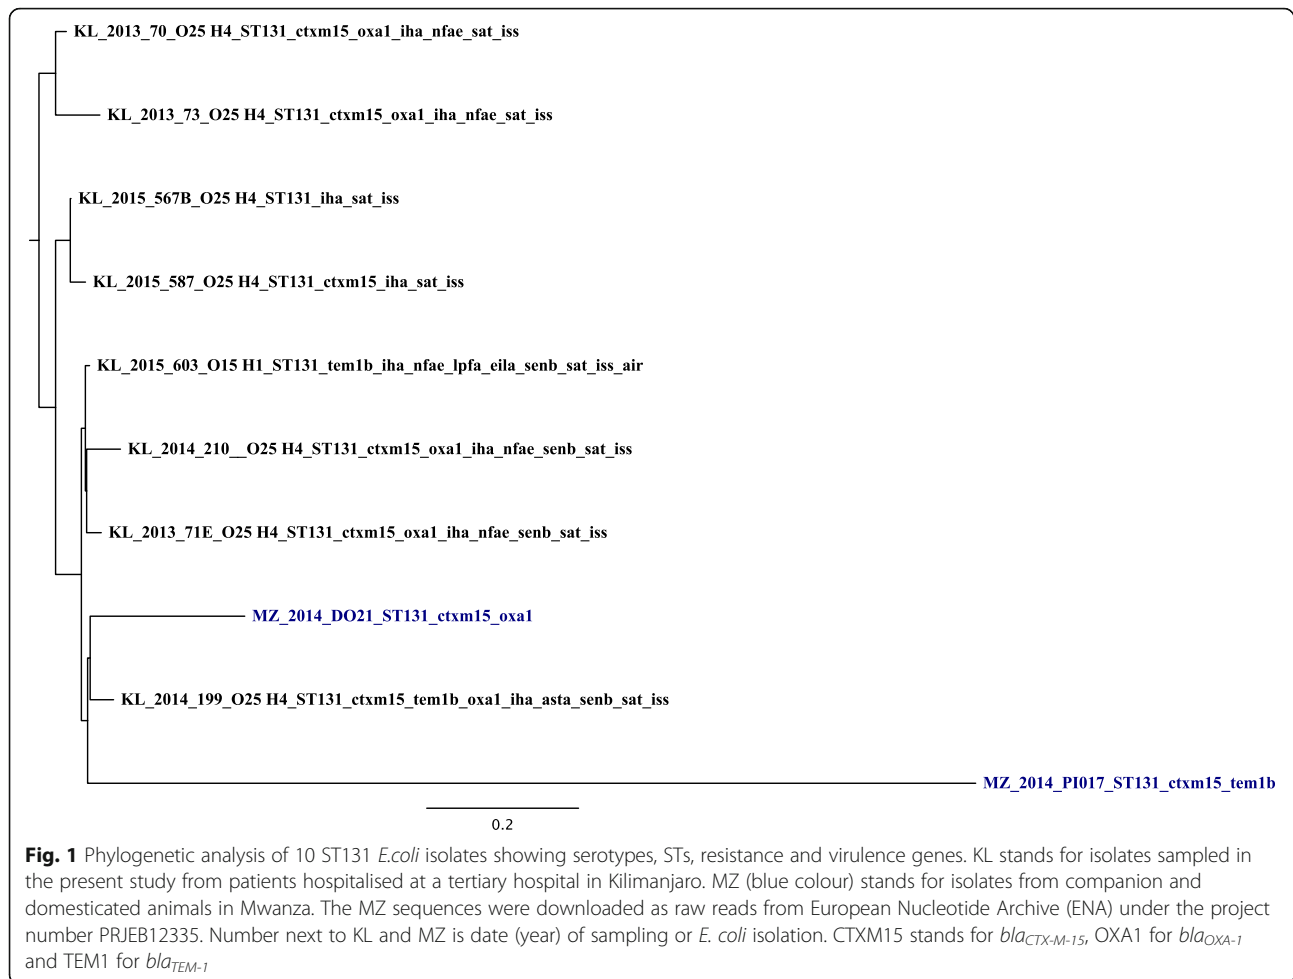 KL_2013_70_O25 H4_ST131_ctxm15_oxa1_iha_nfae_sat_iss
KL_2013_73_O25 H4_ST131_ctxm15_oxa1_iha_nfae_sat_iss
KL_2015_567B_O25 H4_ST131_iha_sat_iss
KL_2015_587_O25 H4_ST131_ctxm15_iha_sat_iss
KL_2015_603_O15 H1_ST131_tem1b_iha_nfae_lpfa_eila_senb_sat_iss_air
KL_2014_210__O25 H4_ST131_ctxm15_oxa1_iha_nfae_senb_sat_iss
KL_2013_71E_O25 H4_ST131_ctxm15_oxa1_iha_nfae_senb_sat_iss
MZ_2014_DO21_ST131_ctxm15_oxa1
KL_2014_199_O25 H4_ST131_ctxm15_tem1b_oxa1_iha_asta_senb_sat_iss
MZ_2014_PI017_ST131_ctxm15_tem1b
0.2
Fig. 1 Phylogenetic analysis of 10 ST131 E.coli isolates showing serotypes, STs, resistance and virulence genes. KL stands for isolates sampled in
the present study from patients hospitalised at a tertiary hospital in Kilimanjaro. MZ (blue colour) stands for isolates from companion and
domesticated animals in Mwanza. The MZ sequences were downloaded as raw reads from European Nucleotide Archive (ENA) under the project
number PRJEB12335. Number next to KL and MZ is date (year) of sampling or E. coli isolation. CTXM15 stands for blaCTX-M-15, OXA1 for blaOXA-1
and TEM1 for blaTEM-1